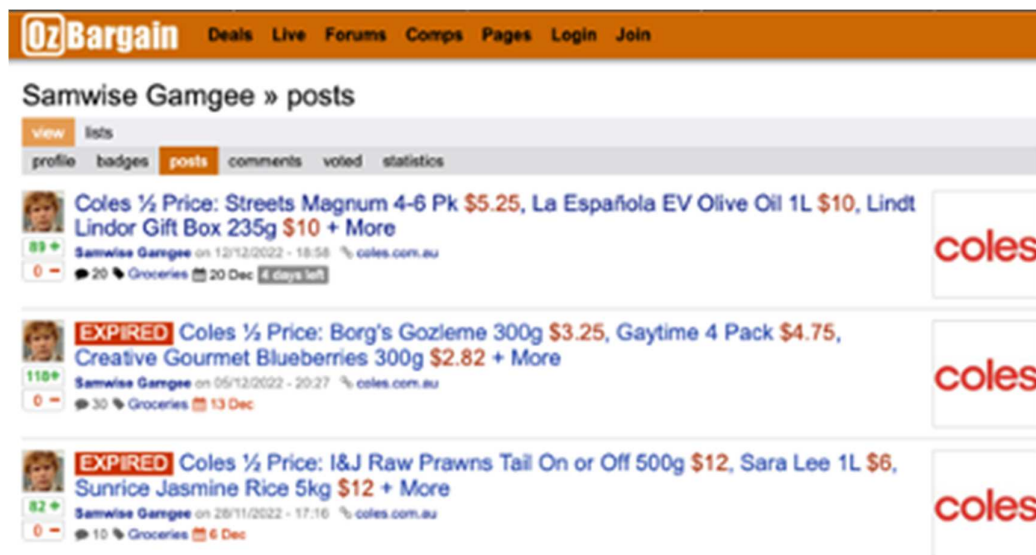 OzBargain Deals Live Forums Comps Pages Login Join
Samwise Gamgee » posts
view lists
profile badges posts comments voted statistics
Coles ½ Price: Streets Magnum 4-6 Pk $5.25, La Española EV Olive Oil 1L $10, Lindt
Lindor Gift Box 235g $10 + More
coles
89 +
Samwise Gamgee on 12/12/2022 - 18:58 coles.com.au
0 −
20 Groceries 20 Dec 4 days left
EXPIRED Coles ½ Price: Borg's Gozleme 300g $3.25, Gaytime 4 Pack $4.75,
Creative Gourmet Blueberries 300g $2.82 + More
coles
118+
Samwise Gamgee on 05/12/2022 - 20:27 coles.com.au
0 −
30 Groceries 13 Dec
EXPIRED Coles ½ Price: I&J Raw Prawns Tail On or Off 500g $12, Sara Lee 1L $6,
Sunrice Jasmine Rice 5kg $12 + More
coles
82 +
Samwise Gamgee on 28/11/2022 - 17:16 coles.com.au
0 −
10 Groceries 6 Dec